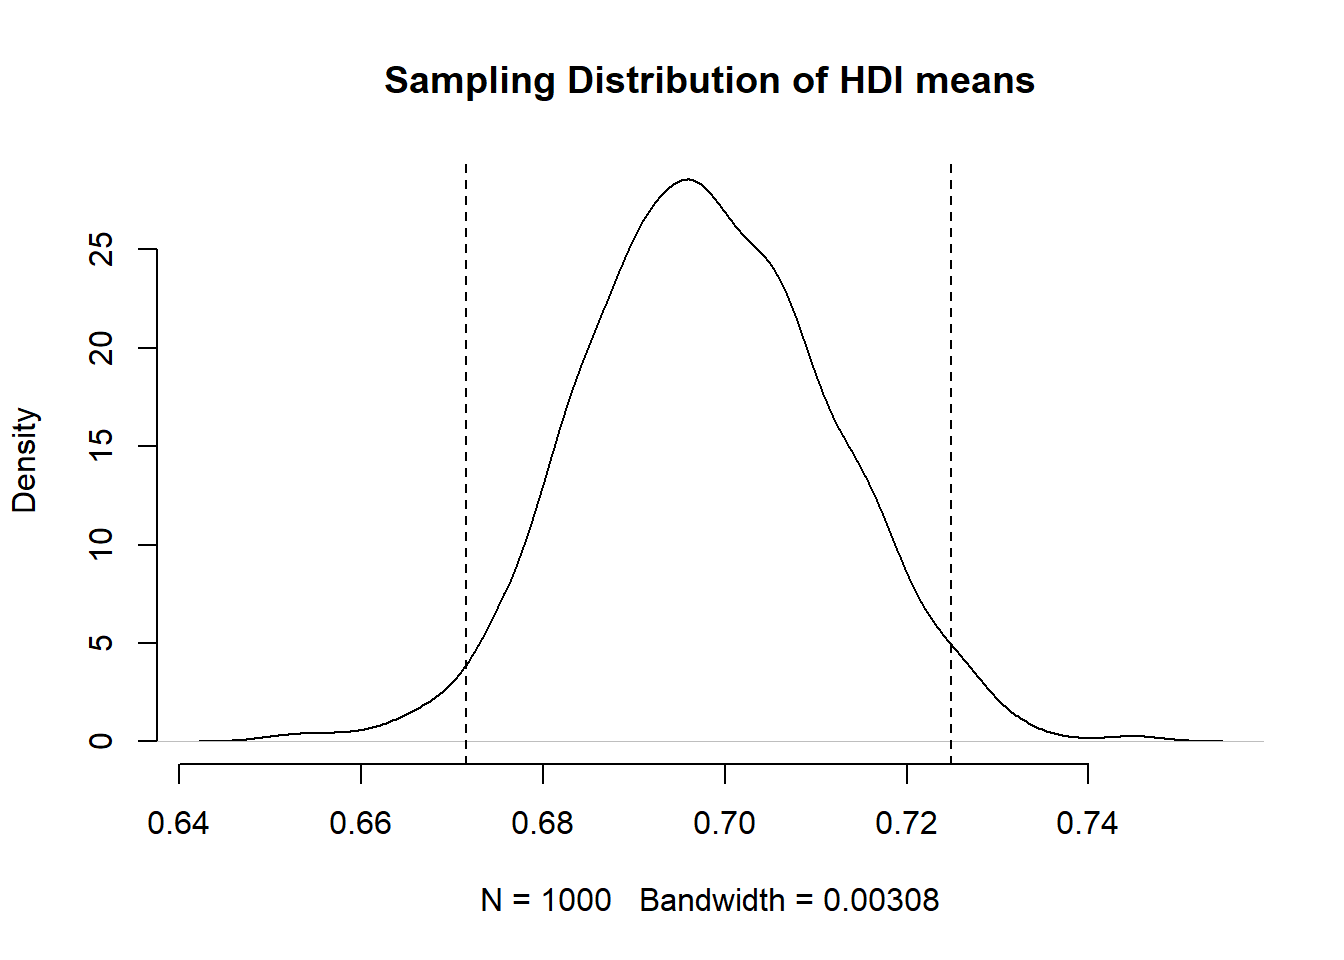 Sampling Distribution of HDI means
Density
25
20
15
10
5
0
0.64 0.66 0.68 0.70 0.72 0.74
N = 1000   Bandwidth = 0.00308